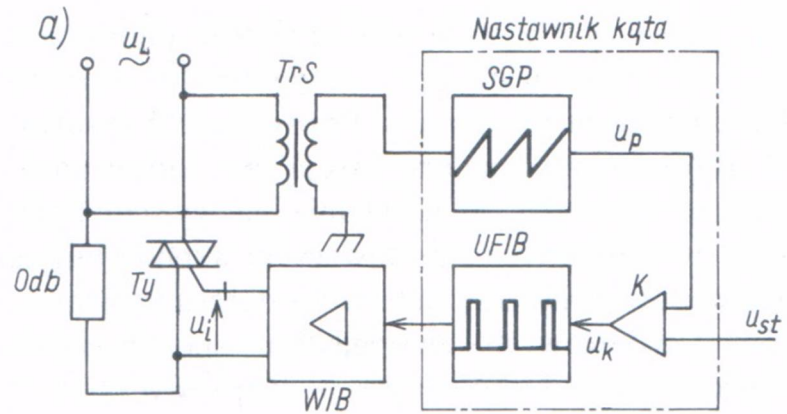 a)
u_L
~
TrS
Nastawnik kąta
SGP
u_p
Odb
Ty
u_i
WIB
UFIB
u_k
K
u_st